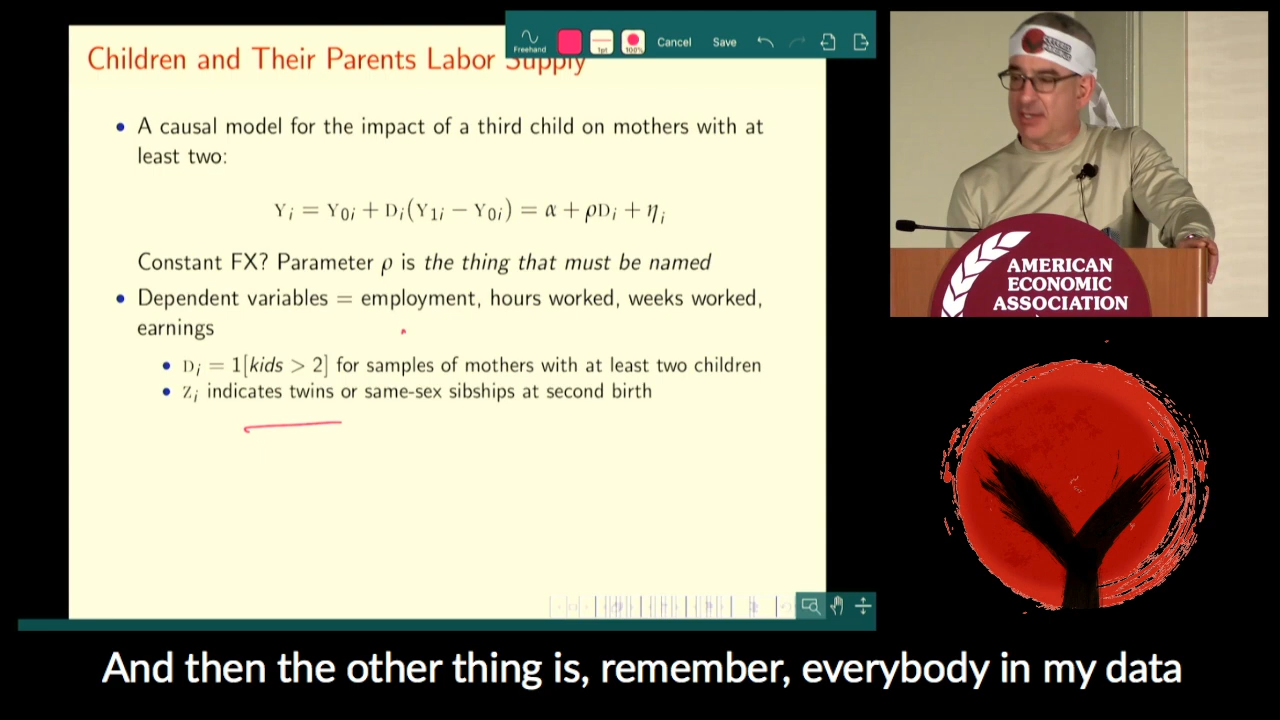 Children and Their Parents Labor Supply
Freehand
1pt
100%
Cancel
Save
• A causal model for the impact of a third child on mothers with at
least two:
Yᵢ = Y₀ᵢ + Dᵢ(Y₁ᵢ − Y₀ᵢ) = α + ρDᵢ + ηᵢ
Constant FX? Parameter ρ is the thing that must be named
• Dependent variables = employment, hours worked, weeks worked,
earnings
• Dᵢ = 1[kids > 2] for samples of mothers with at least two children
• Zᵢ indicates twins or same-sex sibships at second birth
AMERICAN
ECONOMIC
ASSOCIATION
And then the other thing is, remember, everybody in my data